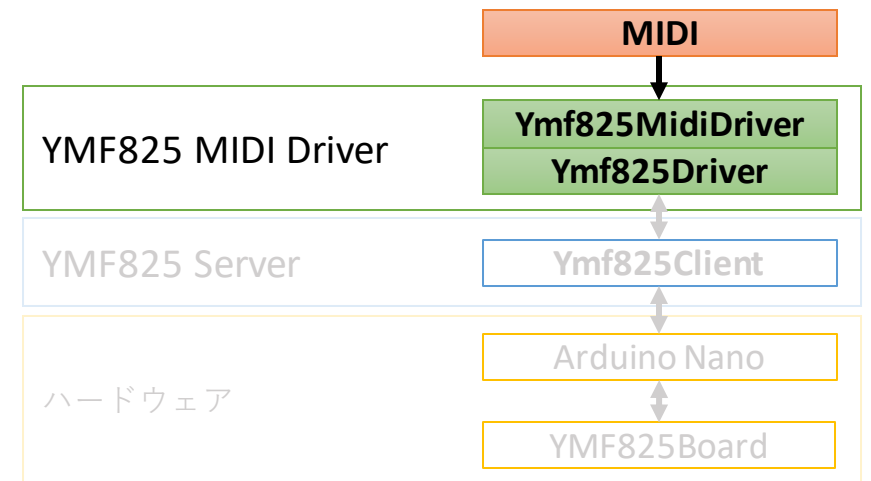 MIDI
YMF825 MIDI Driver
Ymf825MidiDriver
Ymf825Driver
YMF825 Server
Ymf825Client
ハードウェア
Arduino Nano
YMF825Board